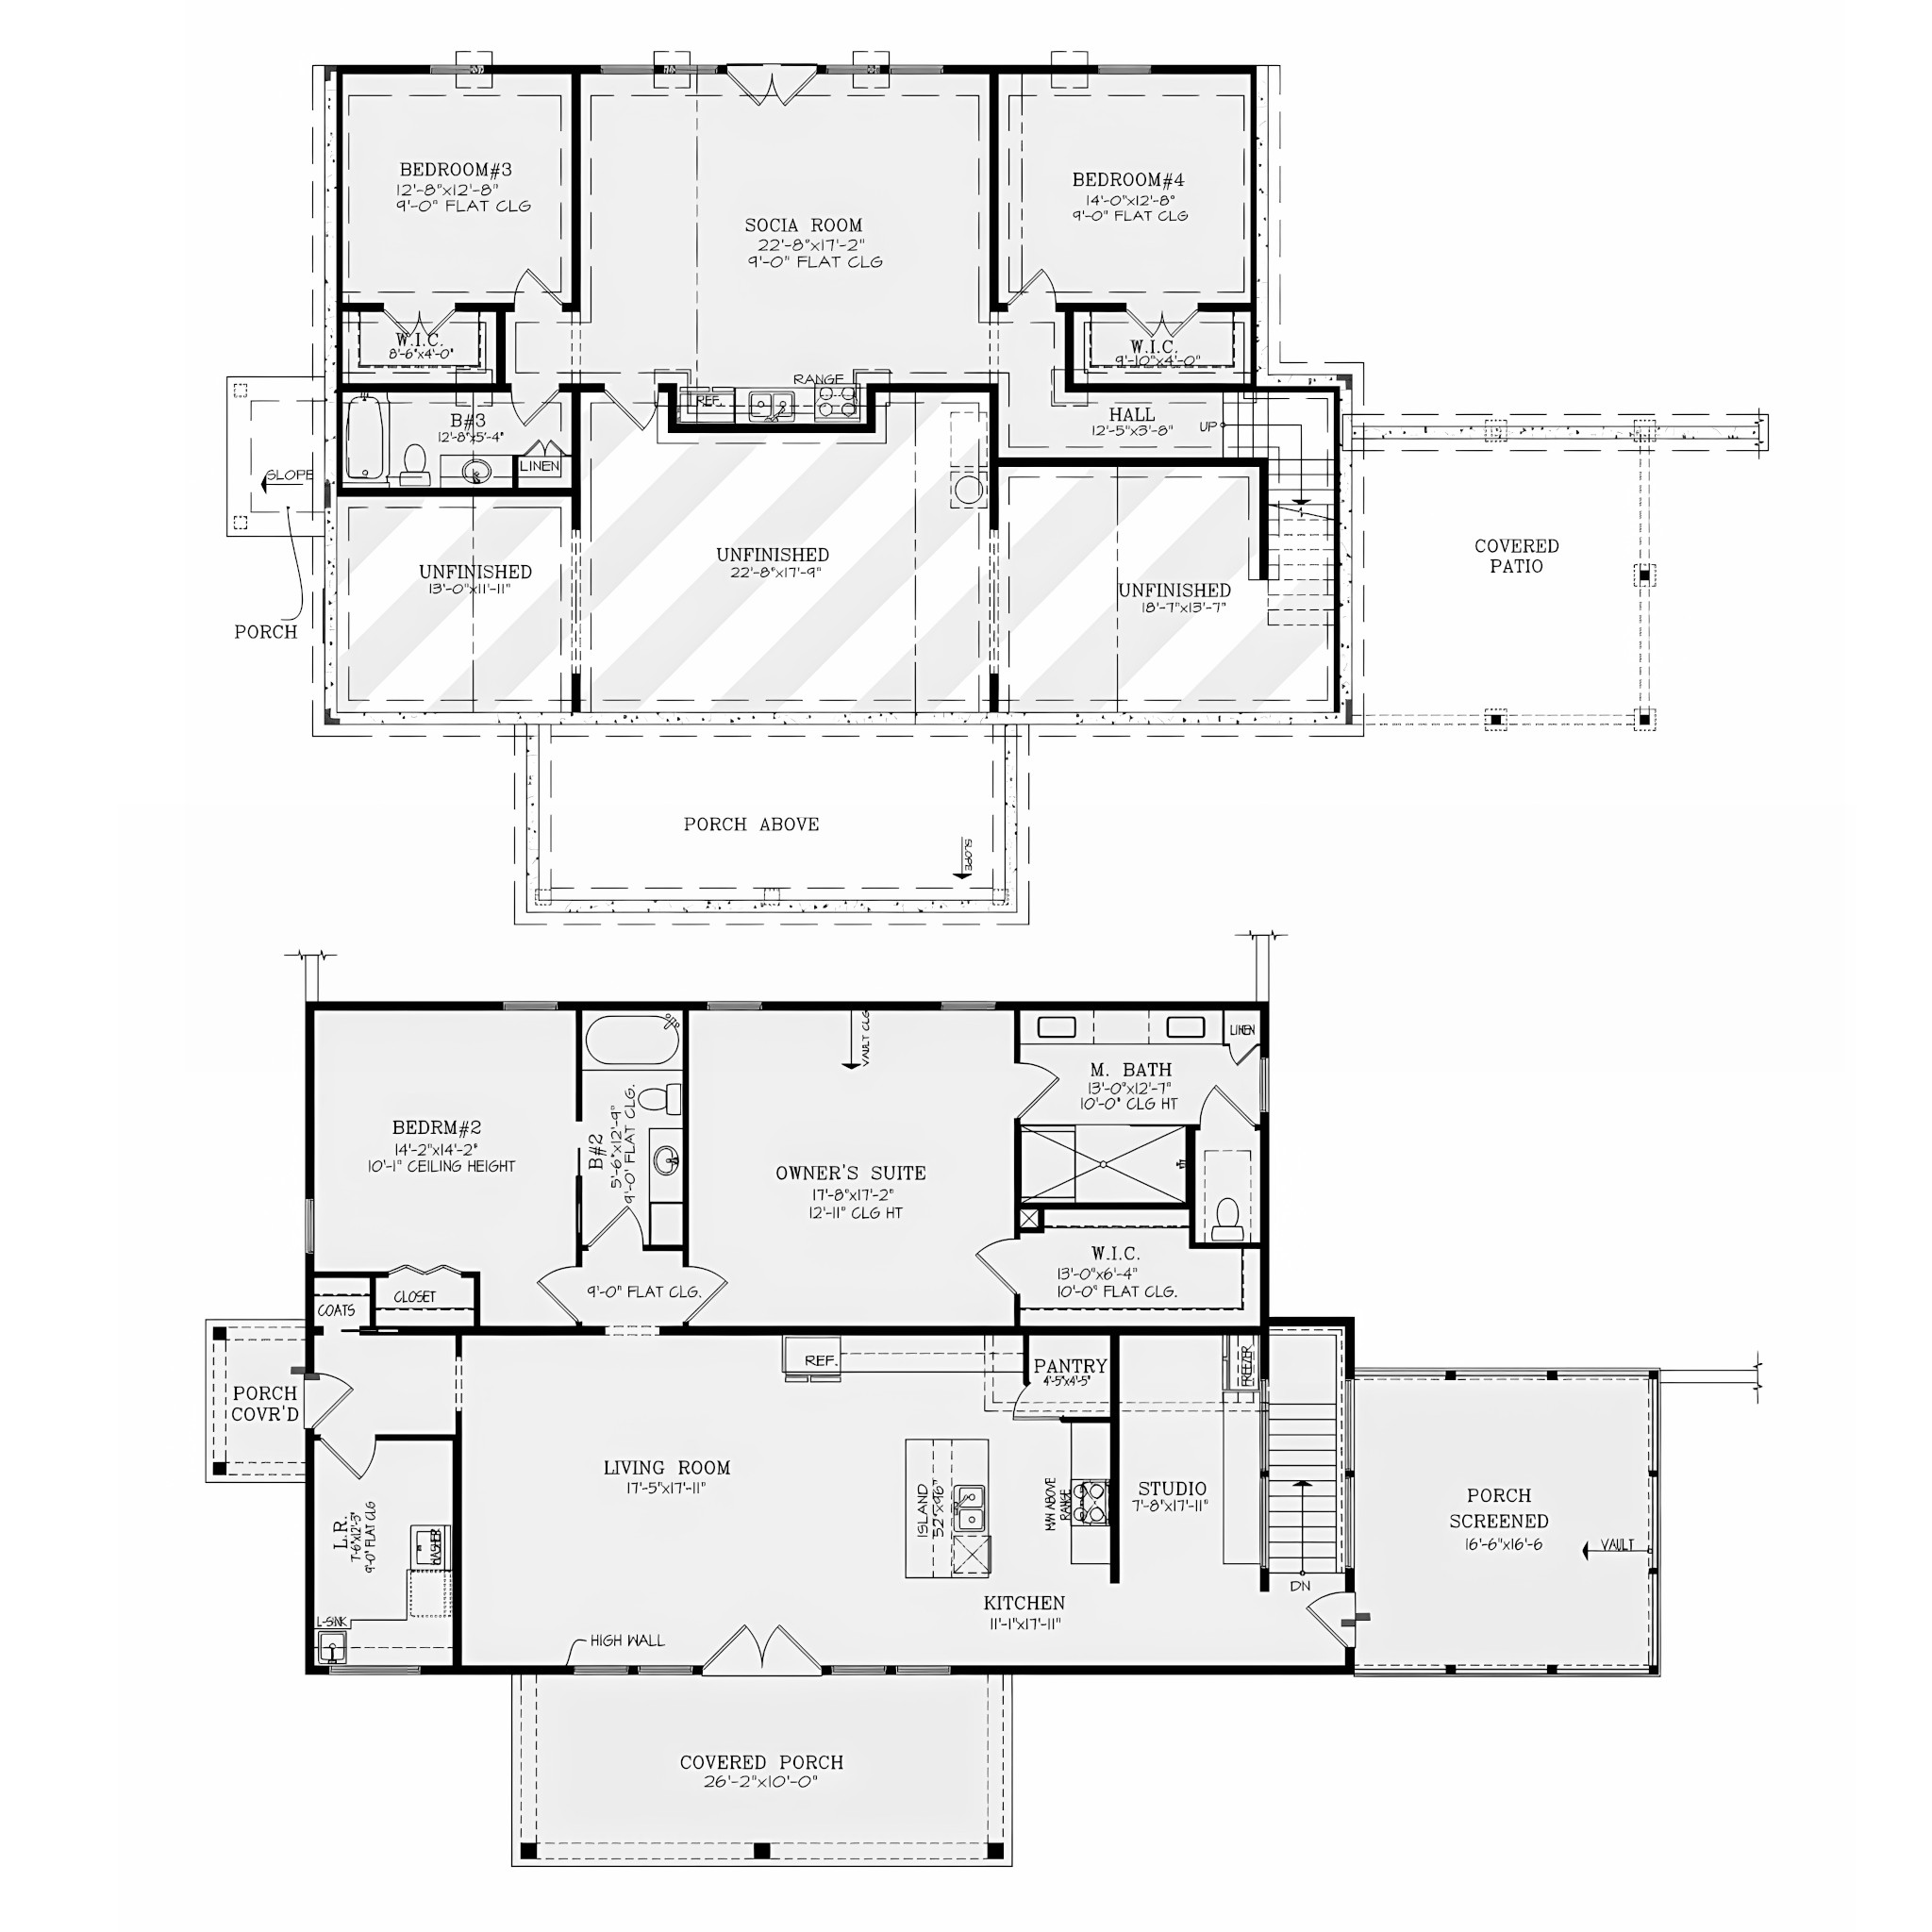 BEDROOM#3
12'-8"x12'-8"
9'-0" FLAT CLG
SOCIA ROOM
22'-8"x17'-2"
9'-0" FLAT CLG
BEDROOM#4
14'-0"x12'-8"
9'-0" FLAT CLG
W.I.C.
8'-6"x4'-0"
W.I.C.
9'-10"x4'-0"
RANGE
REF.
B#3
12'-8"x5'-4"
LINEN
HALL
12'-5"x3'-8"
UP
SLOPE
PORCH
UNFINISHED
13'-0"x11'-11"
UNFINISHED
22'-8"x17'-9"
UNFINISHED
18'-7"x13'-7"
COVERED
PATIO
PORCH ABOVE
SLOPE
BEDRM#2
14'-2"x14'-2"
10'-1" CEILING HEIGHT
B#2
5'-6"x12'-9"
9'-0" FLAT CLG.
VAULT CLG
OWNER'S SUITE
17'-8"x17'-2"
12'-11" CLG HT
LINEN
M. BATH
13'-0"x12'-7"
10'-0" CLG HT
W.I.C.
13'-0"x6'-4"
10'-0" FLAT CLG.
COATS
CLOSET
9'-0" FLAT CLG.
PORCH
COVR'D
REF.
PANTRY
4'-5"x4'-5"
FREEZER
LIVING ROOM
17'-5"x17'-11"
ISLAND
52"x96"
M/W ABOVE
RANGE
STUDIO
7'-8"x17'-11"
L.R.
7'-6"x12'-3"
9'-0" FLAT CLG
WASHER
L-SINK
HIGH WALL
KITCHEN
11'-1"x17'-11"
DN
PORCH
SCREENED
16'-6"x16'-6
VAULT
COVERED PORCH
26'-2"x10'-0"